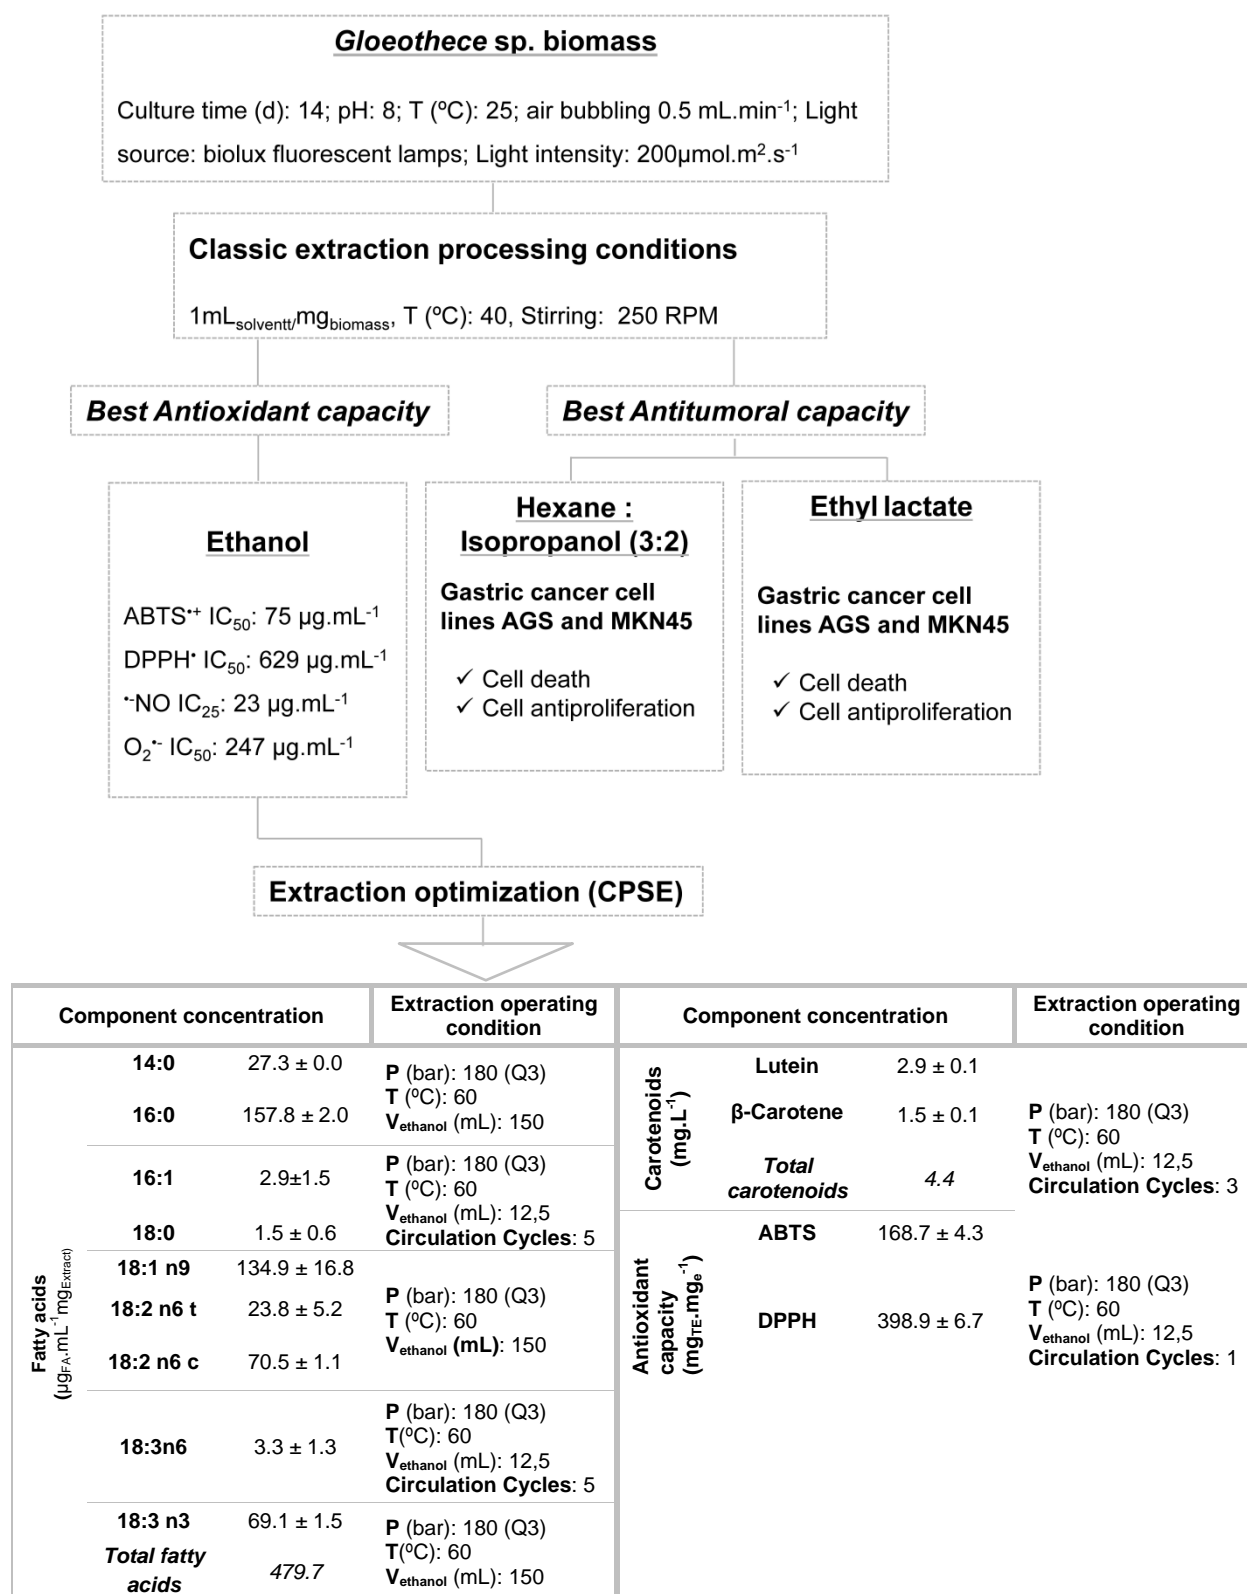 Gloeothece sp. biomass
Culture time (d): 14; pH: 8; T (ºC): 25; air bubbling 0.5 mL.min-1; Light
source: biolux fluorescent lamps; Light intensity: 200µmol.m2.s-1
Classic extraction processing conditions
1mLsolventt/mgbiomass, T (ºC): 40, Stirring: 250 RPM
Best Antioxidant capacity
Best Antitumoral capacity
Ethanol
ABTS•+ IC50: 75 µg.mL-1
DPPH• IC50: 629 µg.mL-1
•-NO IC25: 23 µg.mL-1
O2•- IC50: 247 µg.mL-1
Hexane :
Isopropanol (3:2)
Gastric cancer cell
lines AGS and MKN45
✓ Cell death
✓ Cell antiproliferation
Ethyl lactate
Gastric cancer cell
lines AGS and MKN45
✓ Cell death
✓ Cell antiproliferation
Extraction optimization (CPSE)
Component concentration
Extraction operating
condition
Fatty acids
(µgFA.mL-1mgExtract)
14:0 27.3 ± 0.0
16:0 157.8 ± 2.0
P (bar): 180 (Q3)
T (ºC): 60
Vethanol (mL): 150
16:1 2.9±1.5
18:0 1.5 ± 0.6
P (bar): 180 (Q3)
T (ºC): 60
Vethanol (mL): 12,5
Circulation Cycles: 5
18:1 n9 134.9 ± 16.8
18:2 n6 t 23.8 ± 5.2
18:2 n6 c 70.5 ± 1.1
P (bar): 180 (Q3)
T (ºC): 60
Vethanol (mL): 150
18:3n6 3.3 ± 1.3
P (bar): 180 (Q3)
T(ºC): 60
Vethanol (mL): 12,5
Circulation Cycles: 5
18:3 n3 69.1 ± 1.5
Total fatty
acids
479.7
P (bar): 180 (Q3)
T(ºC): 60
Vethanol (mL): 150
Component concentration
Extraction operating
condition
Carotenoids
(mg.L-1)
Lutein 2.9 ± 0.1
β-Carotene 1.5 ± 0.1
Total
carotenoids
4.4
P (bar): 180 (Q3)
T (ºC): 60
Vethanol (mL): 12,5
Circulation Cycles: 3
Antioxidant
capacity
(mgTE.mge-1)
ABTS 168.7 ± 4.3
DPPH 398.9 ± 6.7
P (bar): 180 (Q3)
T (ºC): 60
Vethanol (mL): 12,5
Circulation Cycles: 1